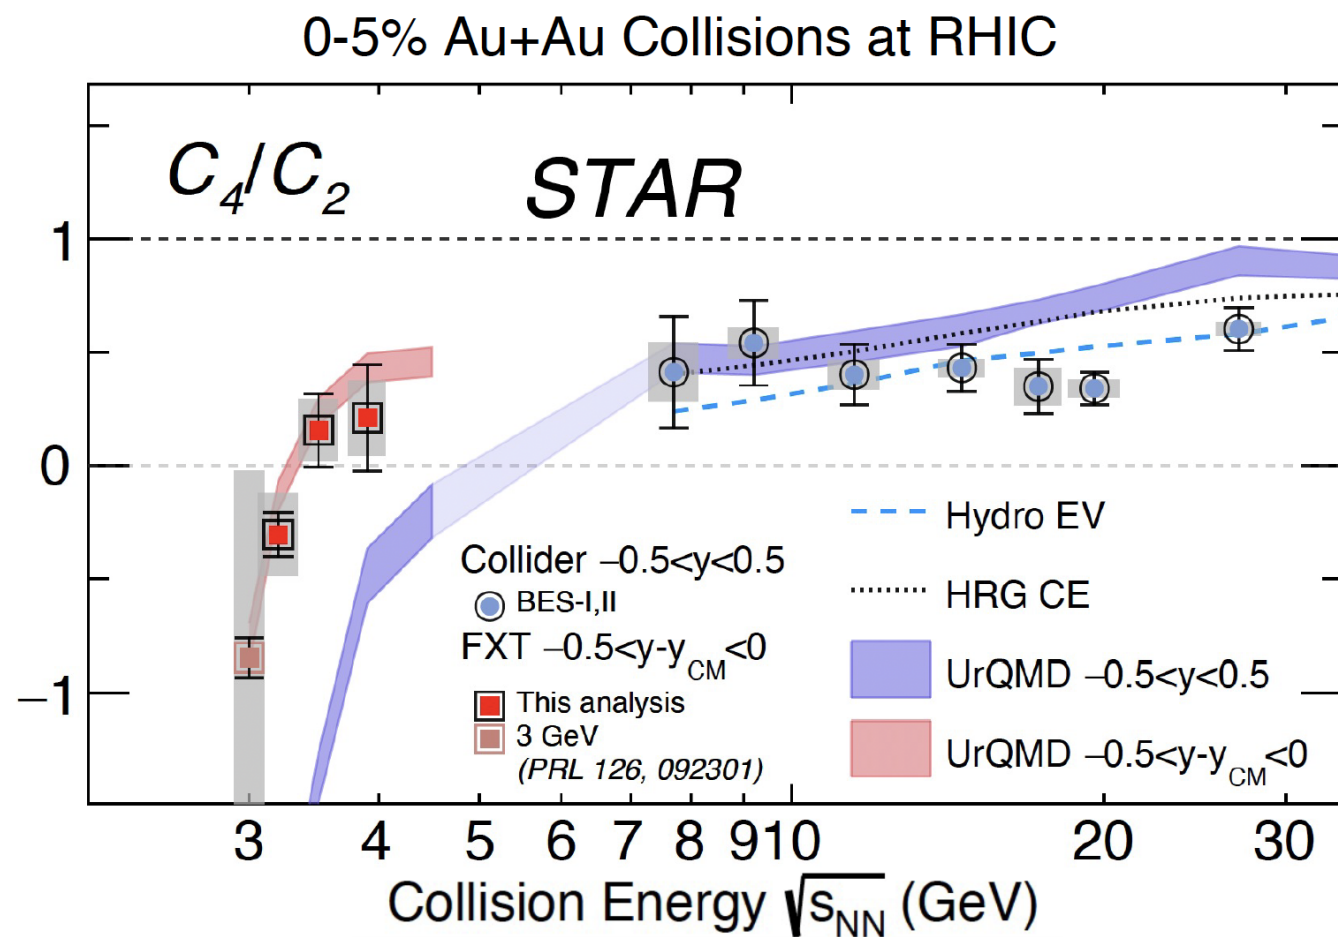 0-5% Au+Au Collisions at RHIC
C4/C2
STAR
1
0
−1
Hydro EV
HRG CE
UrQMD −0.5<y<0.5
UrQMD −0.5<y-yCM<0
Collider −0.5<y<0.5
BES-I,II
FXT −0.5<y-yCM<0
This analysis
3 GeV
(PRL 126, 092301)
3 4 5 6 7 8 910 20 30
Collision Energy √sNN (GeV)